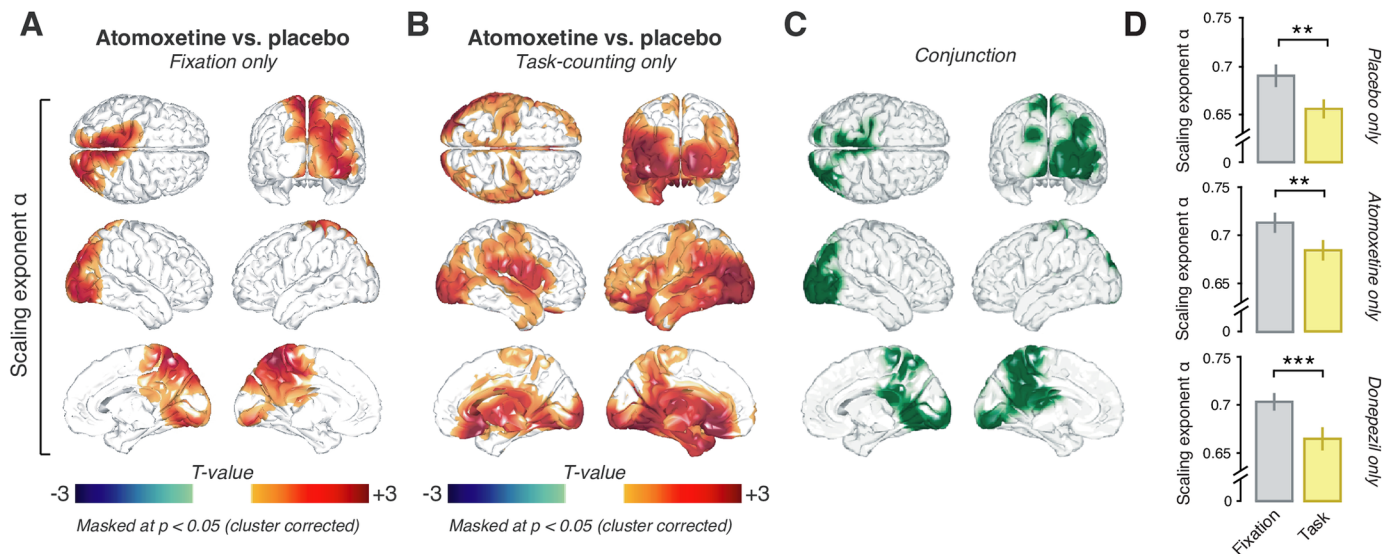 A
Atomoxetine vs. placebo
Fixation only
B
Atomoxetine vs. placebo
Task-counting only
C
Conjunction
D
Scaling exponent α
T-value
-3
+3
Masked at p < 0.05 (cluster corrected)
T-value
-3
+3
Masked at p < 0.05 (cluster corrected)
Scaling exponent α
0.75
0.7
0.65
0
**
Placebo only
Scaling exponent α
0.75
0.7
0.65
0
**
Atomoxetine only
Scaling exponent α
0.75
0.7
0.65
0
***
Donepezil only
Fixation
Task